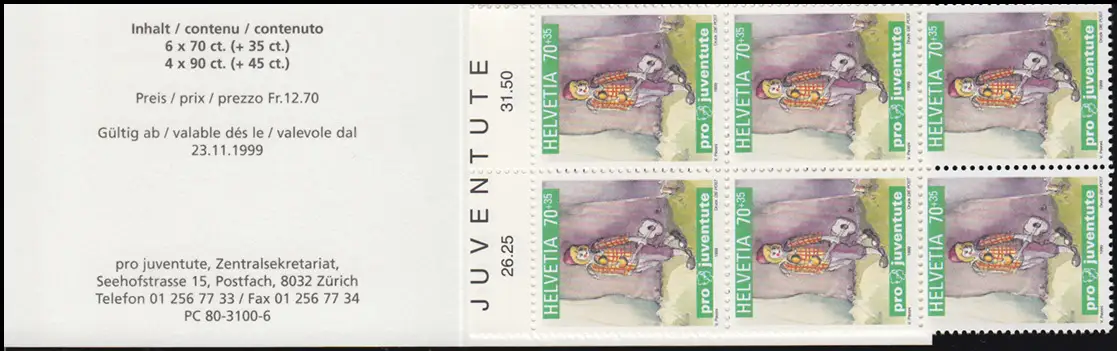 Inhalt / contenu / contenuto
6 x 70 ct. (+ 35 ct.)
4 x 90 ct. (+ 45 ct.)
Preis / prix / prezzo Fr.12.70
Gültig ab / valable dés le / valevole dal
23.11.1999
pro juventute, Zentralsekretariat,
Seehofstrasse 15, Postfach, 8032 Zürich
Telefon 01 256 77 33 / Fax 01 256 77 34
PC 80-3100-6
JUVENTUTE
26.25
31.50
HELVETIA 70+35
pro juventute
HELVETIA 70+35
pro juventute
HELVETIA 70+35
pro juventute
HELVETIA 70+35
pro juventute
HELVETIA 70+35
pro juventute
HELVETIA 70+35
pro juventute